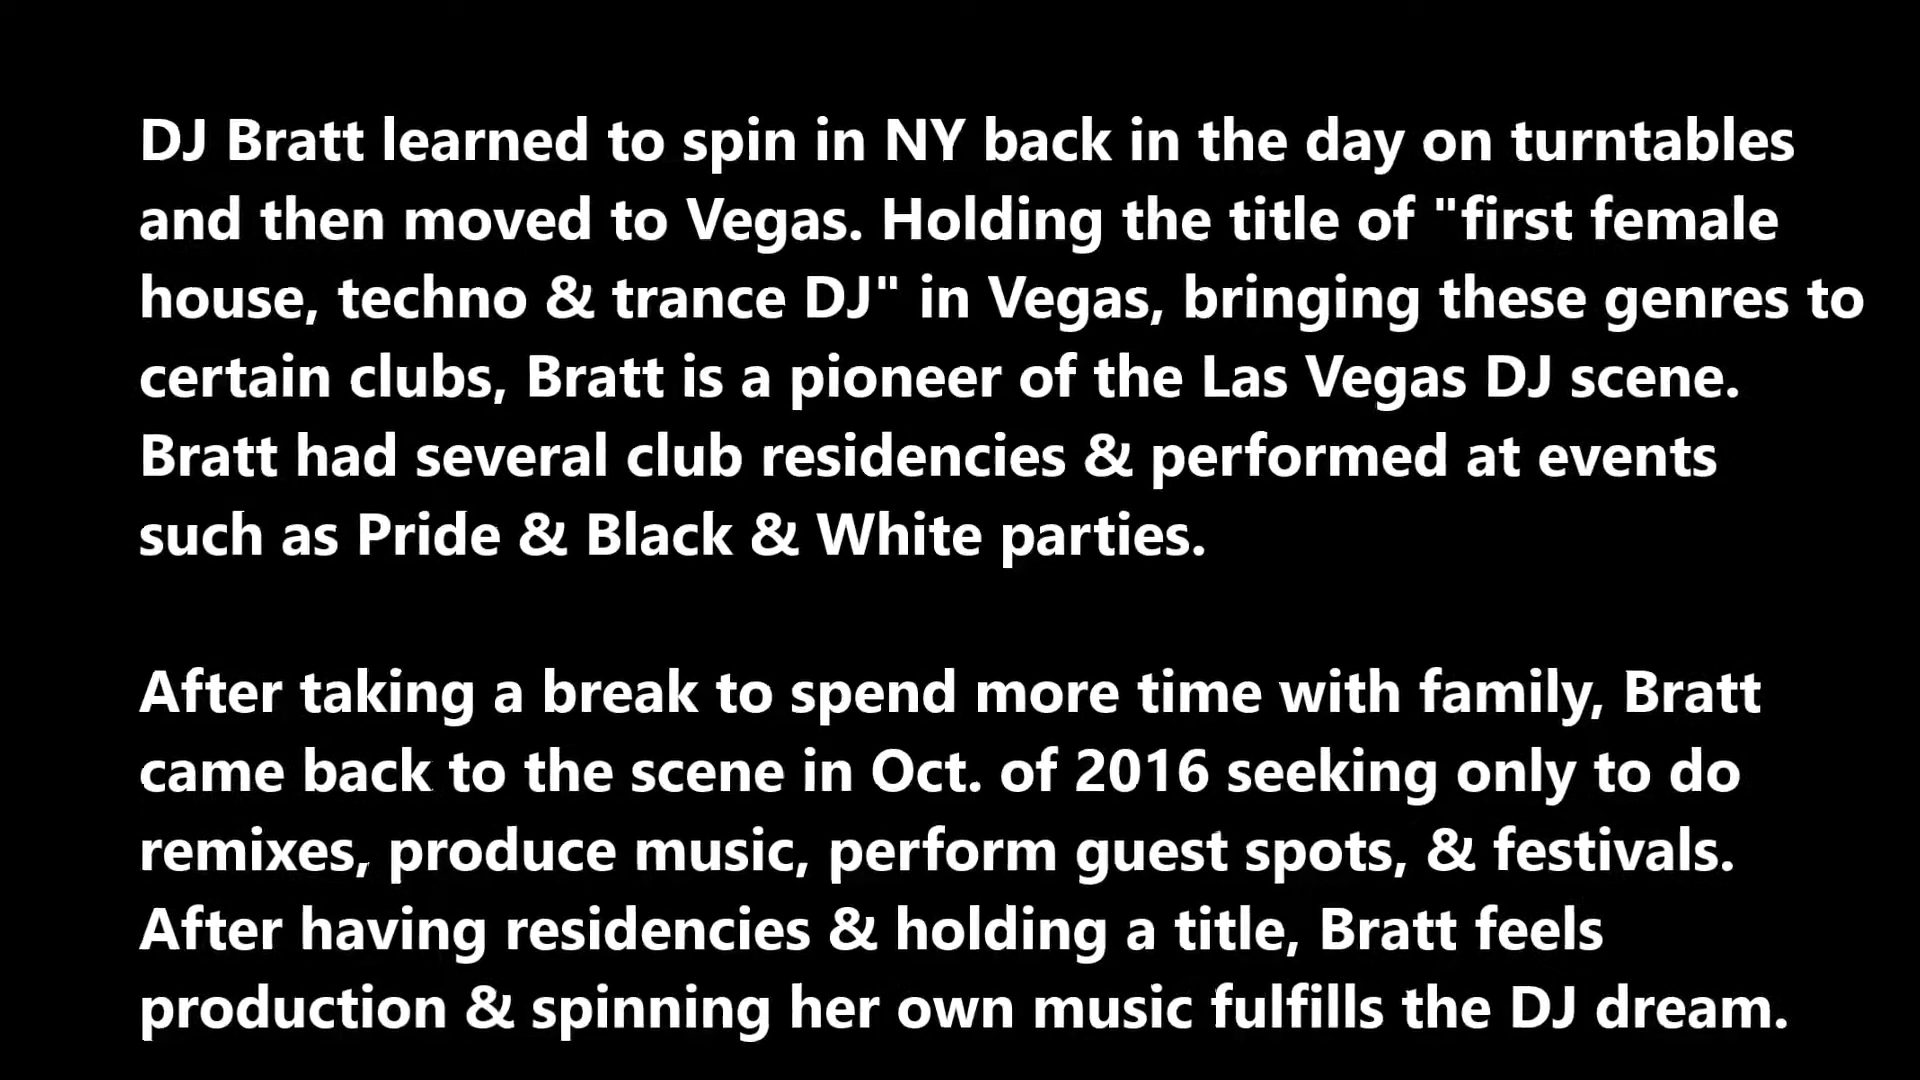 DJ Bratt learned to spin in NY back in the day on turntables
and then moved to Vegas. Holding the title of "first female
house, techno & trance DJ" in Vegas, bringing these genres to
certain clubs, Bratt is a pioneer of the Las Vegas DJ scene.
Bratt had several club residencies & performed at events
such as Pride & Black & White parties.
After taking a break to spend more time with family, Bratt
came back to the scene in Oct. of 2016 seeking only to do
remixes, produce music, perform guest spots, & festivals.
After having residencies & holding a title, Bratt feels
production & spinning her own music fulfills the DJ dream.